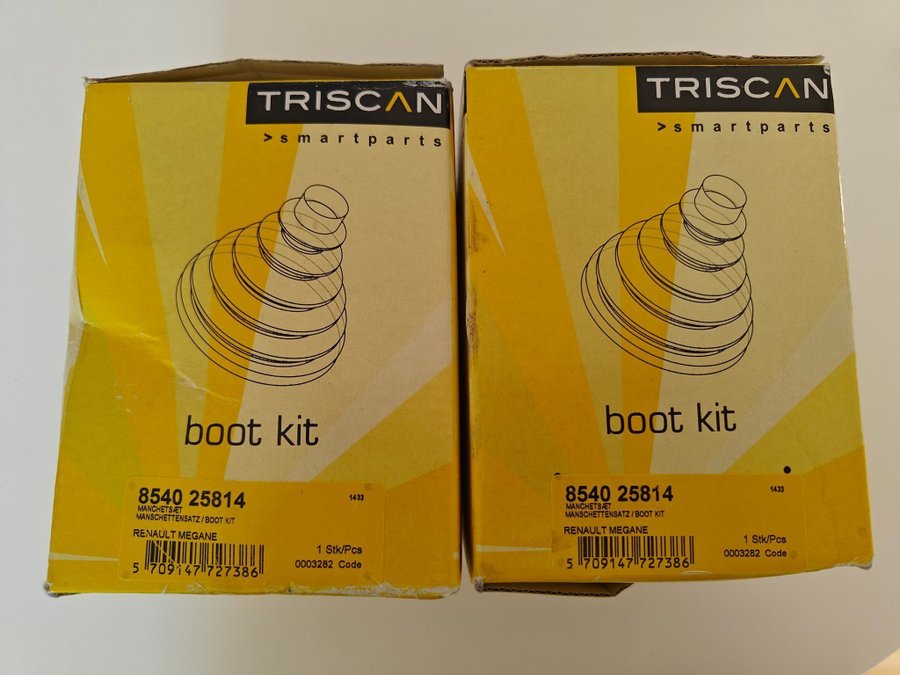 TRISCAN
>smartparts
boot kit
8540 25814
1433
MANCHETSÆT
MANSCHETTENSATZ / BOOT KIT
RENAULT MEGANE
1 Stk/Pcs
5 709147 727386
0003282 Code
TRISCAN
>smartparts
boot kit
8540 25814
1433
MANCHETSÆT
MANSCHETTENSATZ / BOOT KIT
RENAULT MEGANE
1 Stk/Pcs
5 709147 727386
0003282 Code